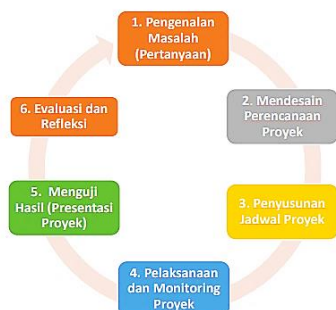 1. Pengenalan
Masalah
(Pertanyaan)
2. Mendesain
Perencanaan
Proyek
3. Penyusunan
Jadwal Proyek
4. Pelaksanaan
dan Monitoring
Proyek
5. Menguji
Hasil (Presentasi
Proyek)
6. Evaluasi dan
Refleksi